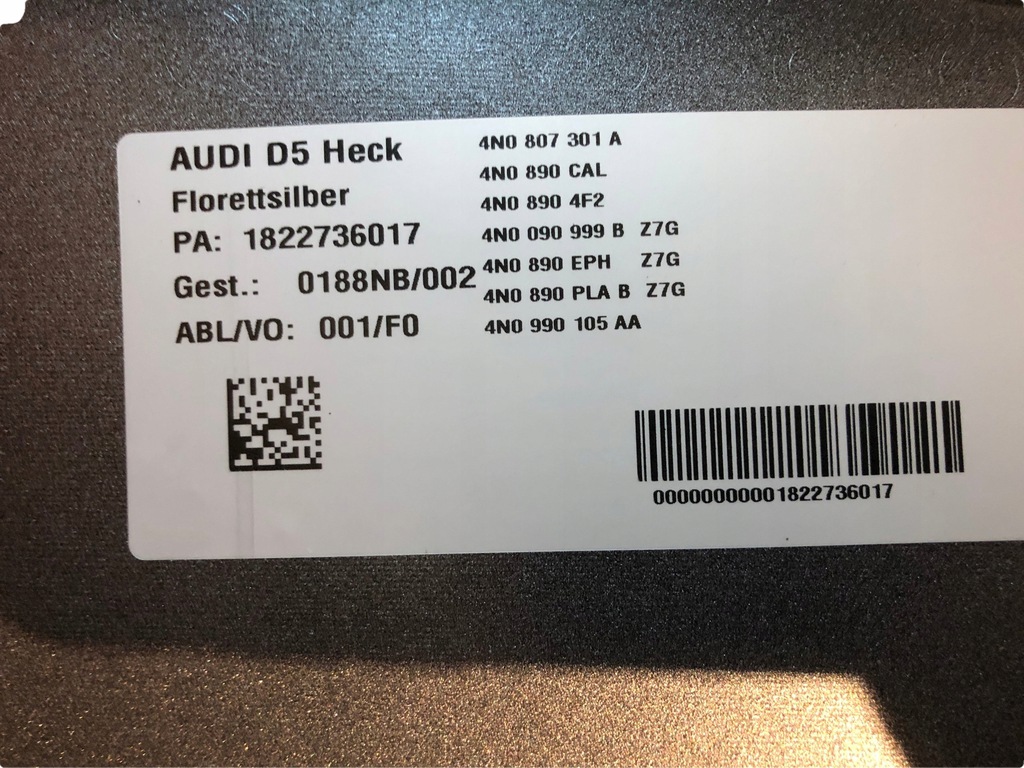 AUDI D5 Heck
Florettsilber
PA: 1822736017
Gest.: 0188NB/002
ABL/VO: 001/F0
4N0 807 301 A
4N0 890 CAL
4N0 890 4F2
4N0 090 999 B Z7G
4N0 890 EPH Z7G
4N0 890 PLA B Z7G
4N0 990 105 AA
00000000001822736017